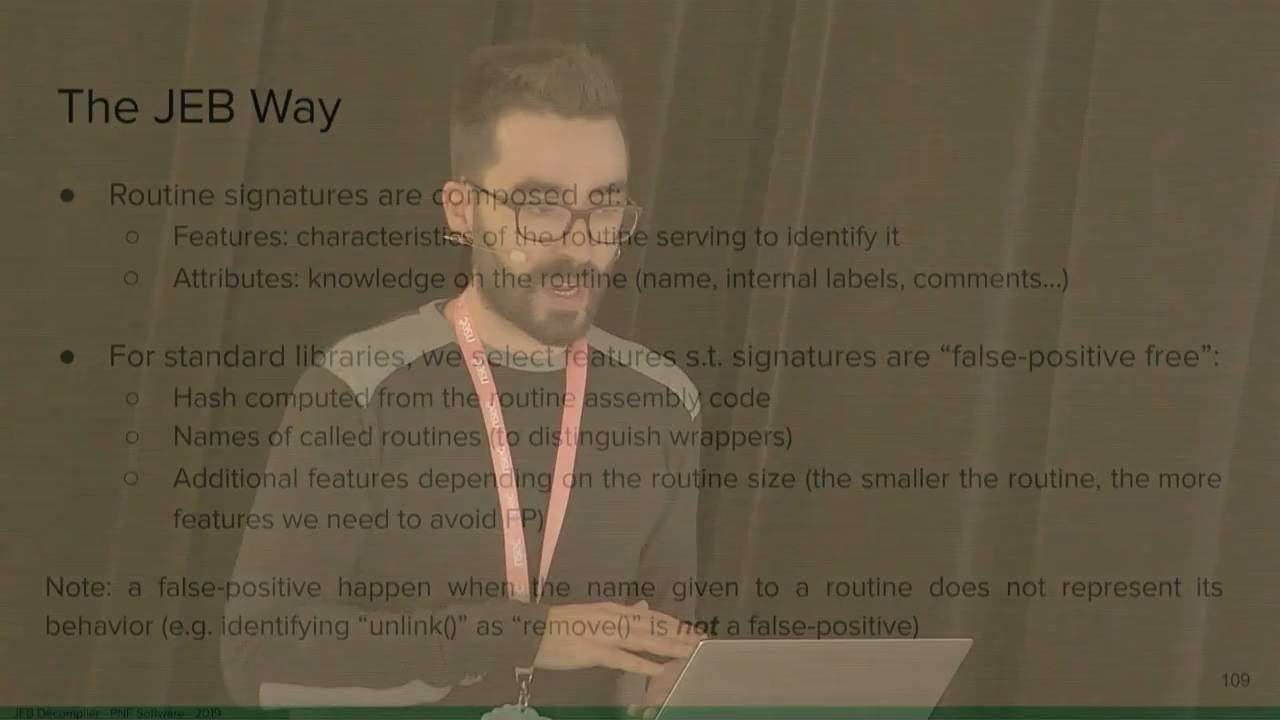 The JEB Way
● Routine signatures are composed of:
○ Features: characteristics of the routine serving to identify it
○ Attributes: knowledge on the routine (name, internal labels, comments...)
● For standard libraries, we select features s.t. signatures are “false-positive free”:
○ Hash computed from the routine assembly code
○ Names of called routines (to distinguish wrappers)
○ Additional features depending on the routine size (the smaller the routine, the more
features we need to avoid FP)
Note: a false-positive happen when the name given to a routine does not represent its
behavior (e.g. identifying “unlink()” as “remove()” is not a false-positive)
109
JEB Decompiler - PNF Software - 2019
nsec
nsec
nsec
nsec